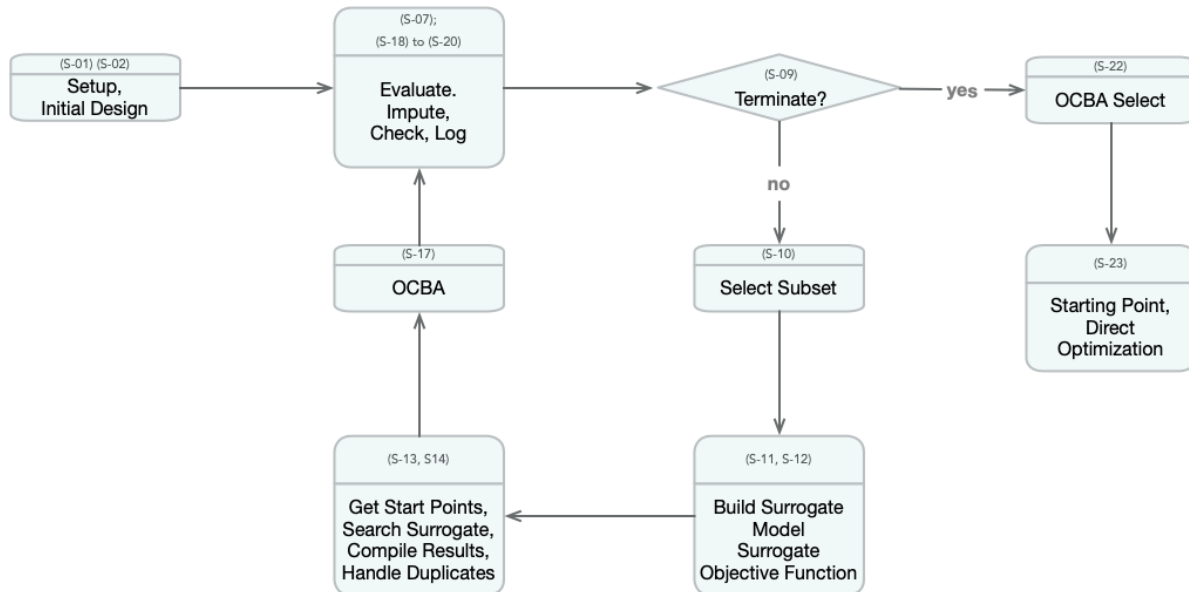 (S-01) (S-02)
Setup,
Initial Design
(S-07);
(S-18) to (S-20)
Evaluate.
Impute,
Check, Log
(S-09)
Terminate?
yes
(S-22)
OCBA Select
no
(S-17)
OCBA
(S-10)
Select Subset
(S-23)
Starting Point,
Direct
Optimization
(S-13, S14)
Get Start Points,
Search Surrogate,
Compile Results,
Handle Duplicates
(S-11, S-12)
Build Surrogate
Model
Surrogate
Objective Function